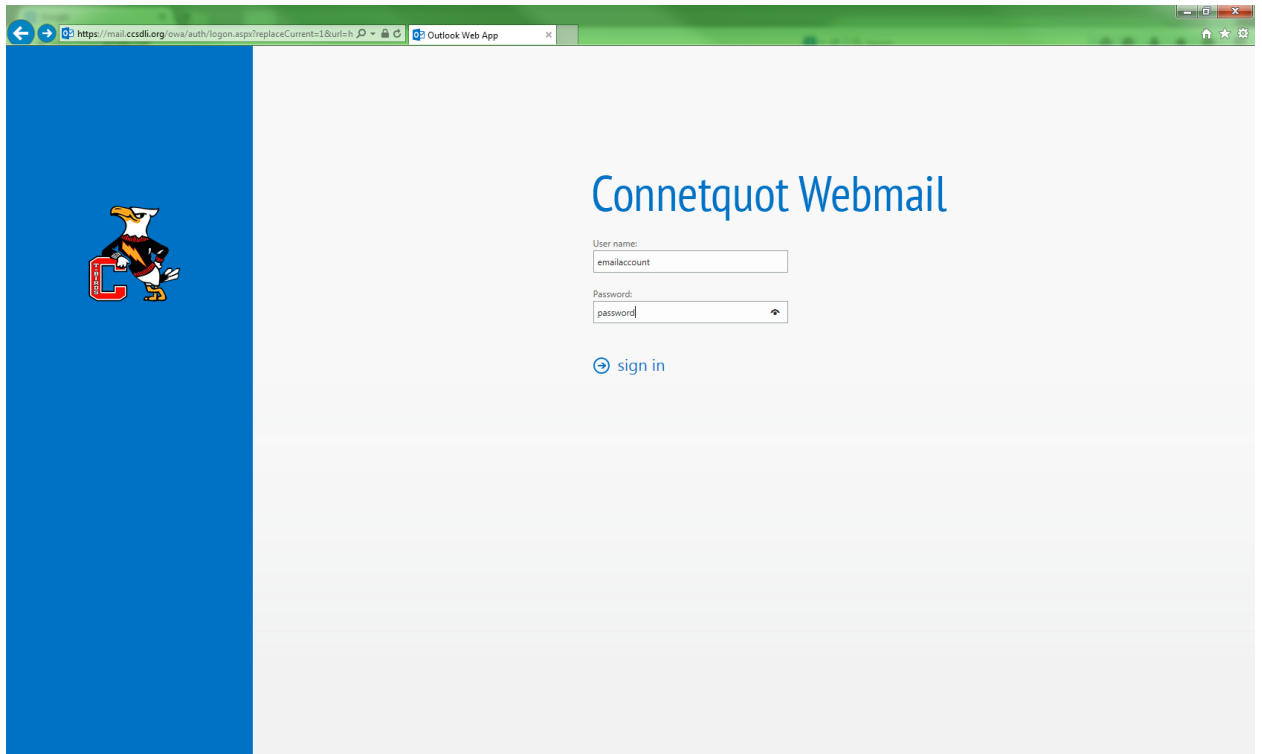 https://mail.ccsdli.org/owa/auth/logon.aspx?replaceCurrent=1&url=h
Outlook Web App
T-BIRDS
C
Connetquot Webmail
User name:
emailaccount
Password:
password
sign in